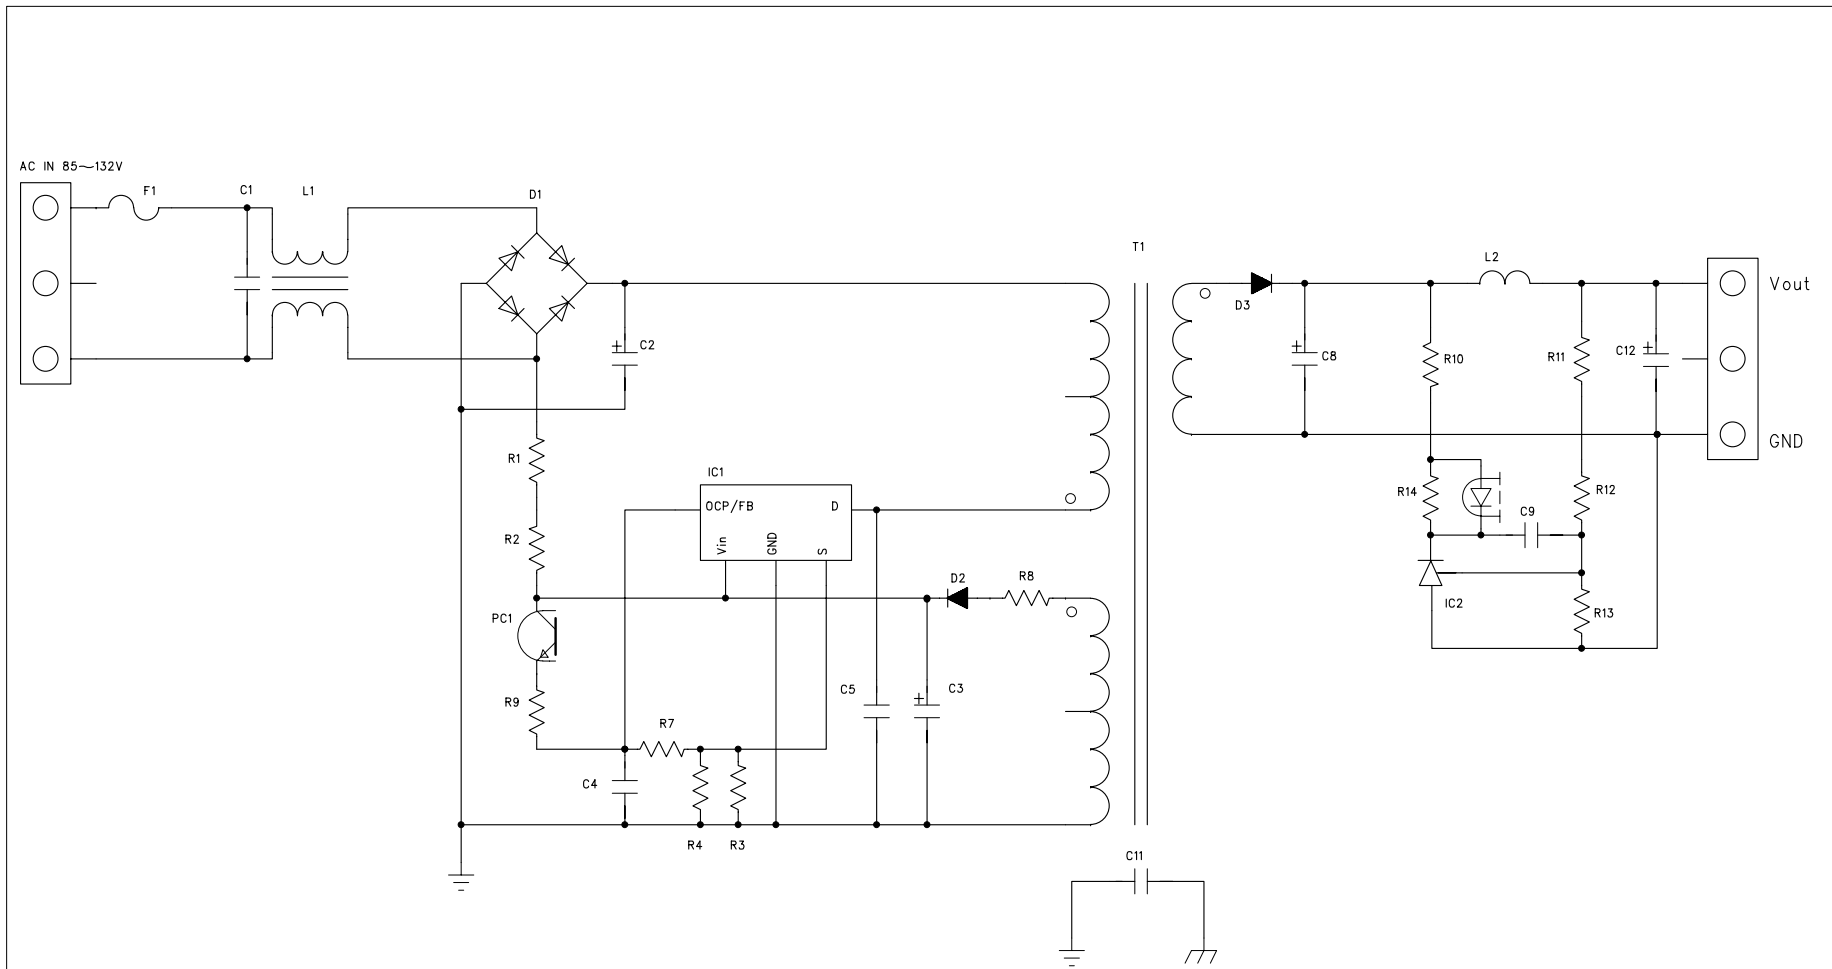 AC IN 85~132V
F1
C1
L1
D1
T1
L2
Vout
D3
C2
C8
R10
R11
C12
GND
R1
IC1
OCP/FB
D
Vin
GND
S
R14
R12
C9
R2
D2
R8
IC2
R13
PC1
R9
C5
C3
R7
C4
R4
R3
C11